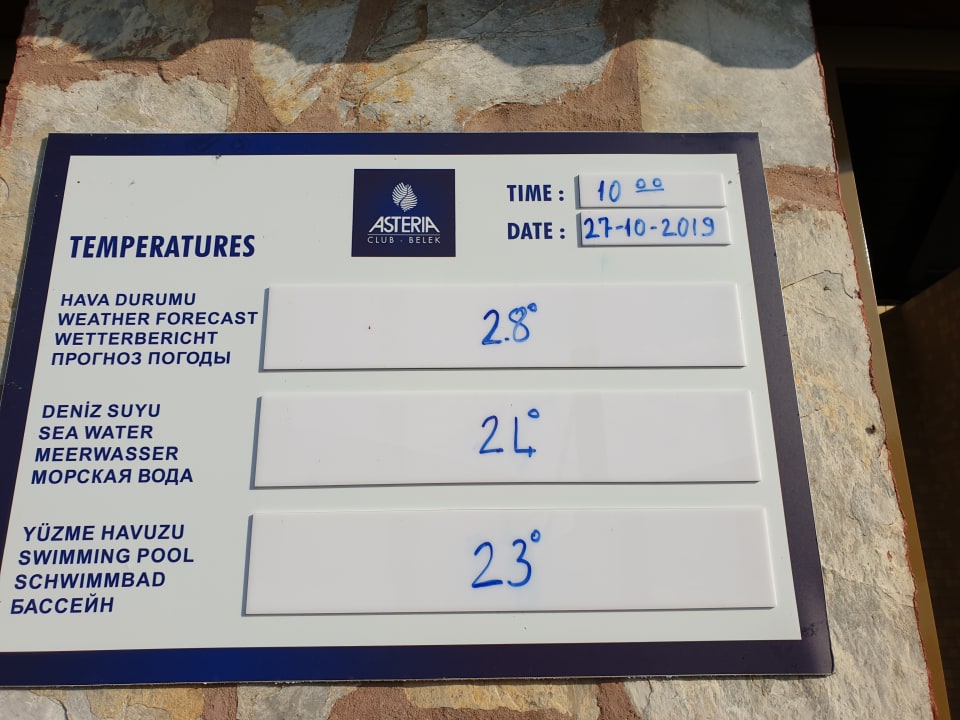 ASTERIA
CLUB - BELEK
TIME : 10 00
DATE : 27-10-2019
TEMPERATURES
HAVA DURUMU
WEATHER FORECAST
WETTERBERICHT
ПРОГНОЗ ПОГОДЫ
28°
DENİZ SUYU
SEA WATER
MEERWASSER
МОРСКАЯ ВОДА
24°
YÜZME HAVUZU
SWIMMING POOL
SCHWIMMBAD
БАССЕЙН
23°